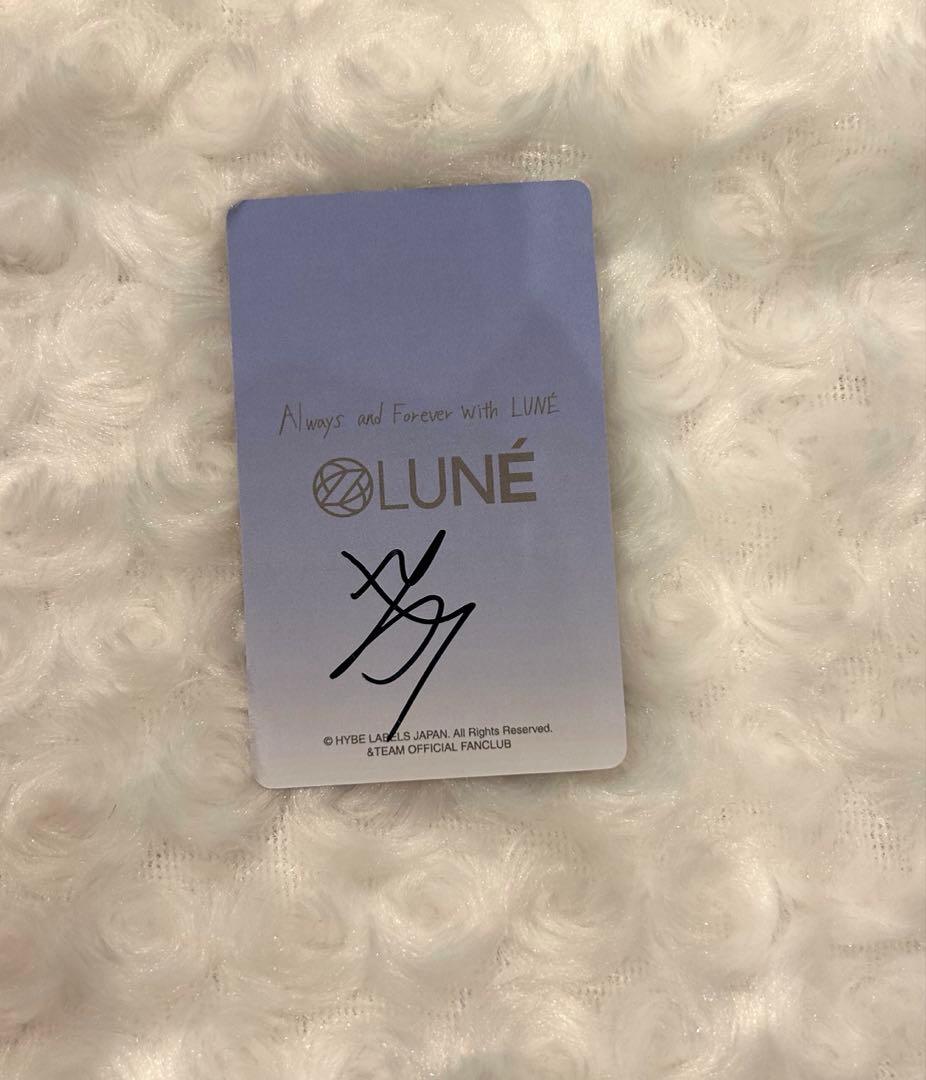 Always and Forever with LUNÉ
LUNÉ
© HYBE LABELS JAPAN. All Rights Reserved.
&TEAM OFFICIAL FANCLUB